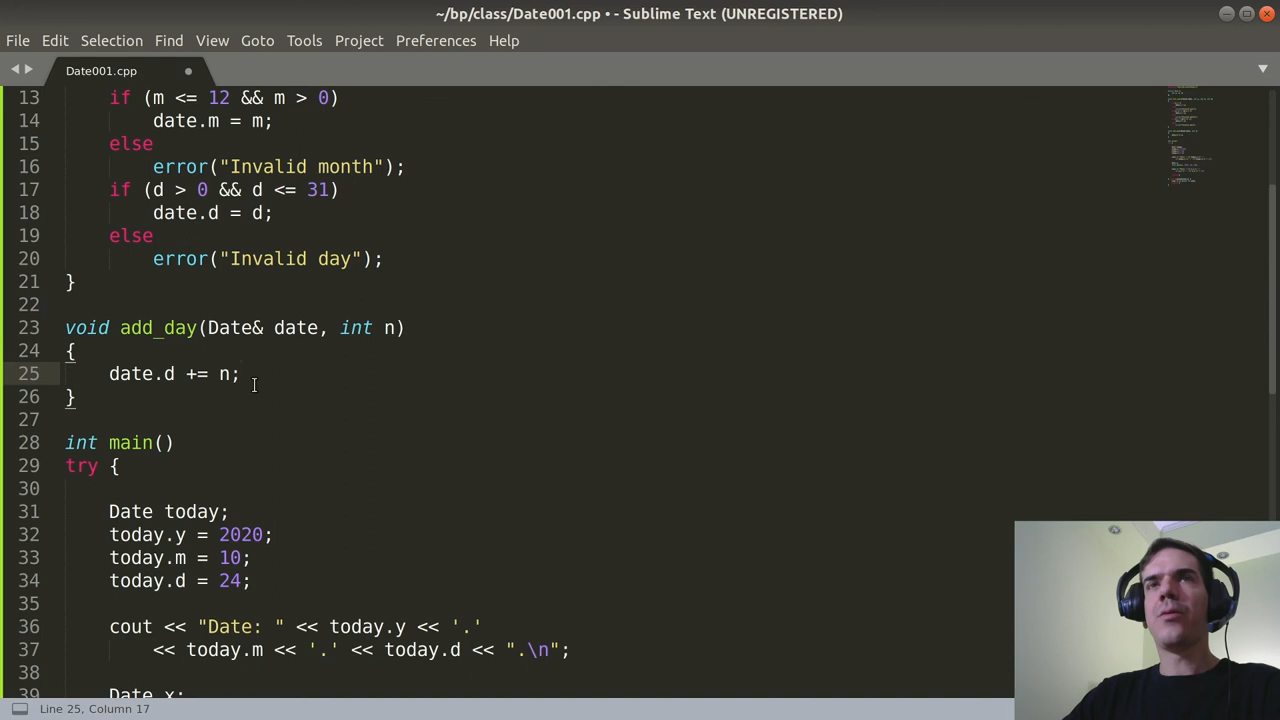 ~/bp/class/Date001.cpp • - Sublime Text (UNREGISTERED)
File Edit Selection Find View Goto Tools Project Preferences Help
Date001.cpp
13 if (m <= 12 && m > 0)
14 date.m = m;
15 else
16 error("Invalid month");
17 if (d > 0 && d <= 31)
18 date.d = d;
19 else
20 error("Invalid day");
21 }
22
23 void add_day(Date& date, int n)
24 {
25 date.d += n;
26 }
27
28 int main()
29 try {
30
31 Date today;
32 today.y = 2020;
33 today.m = 10;
34 today.d = 24;
35
36 cout << "Date: " << today.y << '.'
37 << today.m << '.' << today.d << ".\n";
38
39 Date x;
Line 25, Column 17